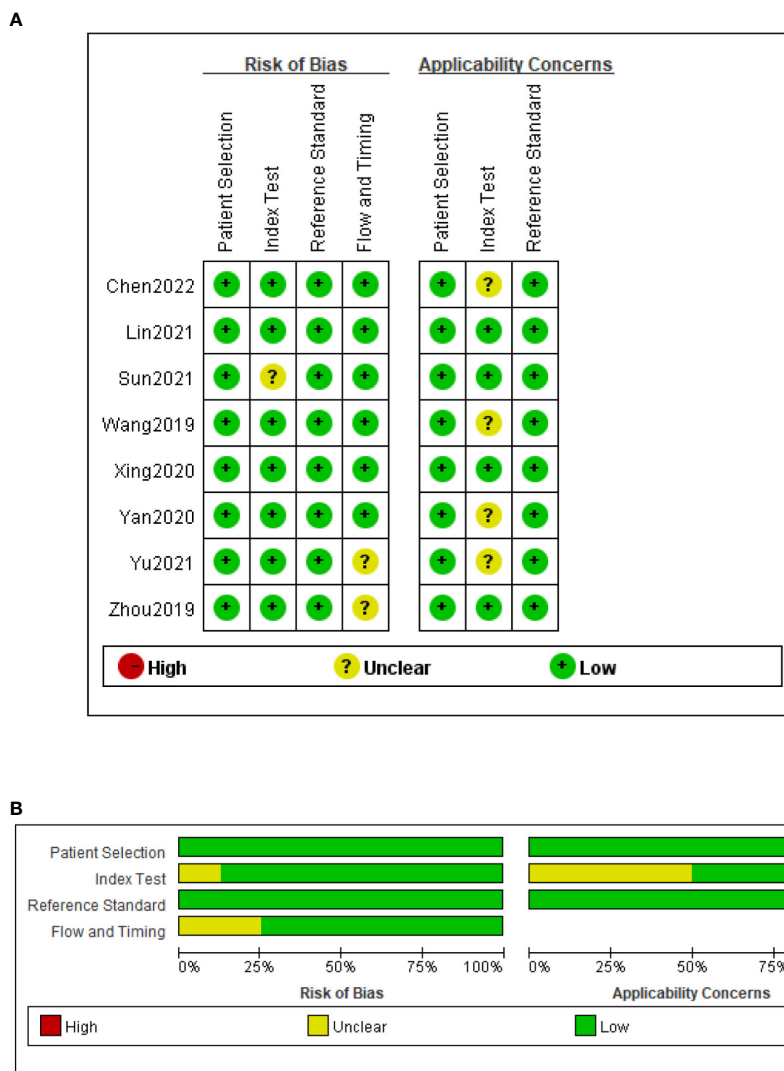 A
Risk of Bias
Applicability Concerns
Patient Selection
Index Test
Reference Standard
Flow and Timing
Patient Selection
Index Test
Reference Standard
Chen2022 + + + + + ? +
Lin2021 + + + + + + +
Sun2021 + ? + + + + +
Wang2019 + + + + + ? +
Xing2020 + + + + + + +
Yan2020 + + + + + ? +
Yu2021 + + + ? + ? +
Zhou2019 + + + ? + + +
- High ? Unclear + Low
B
Patient Selection
Index Test
Reference Standard
Flow and Timing
0% 25% 50% 75% 100% 0% 25% 50% 75%
Risk of Bias Applicability Concerns
High Unclear Low